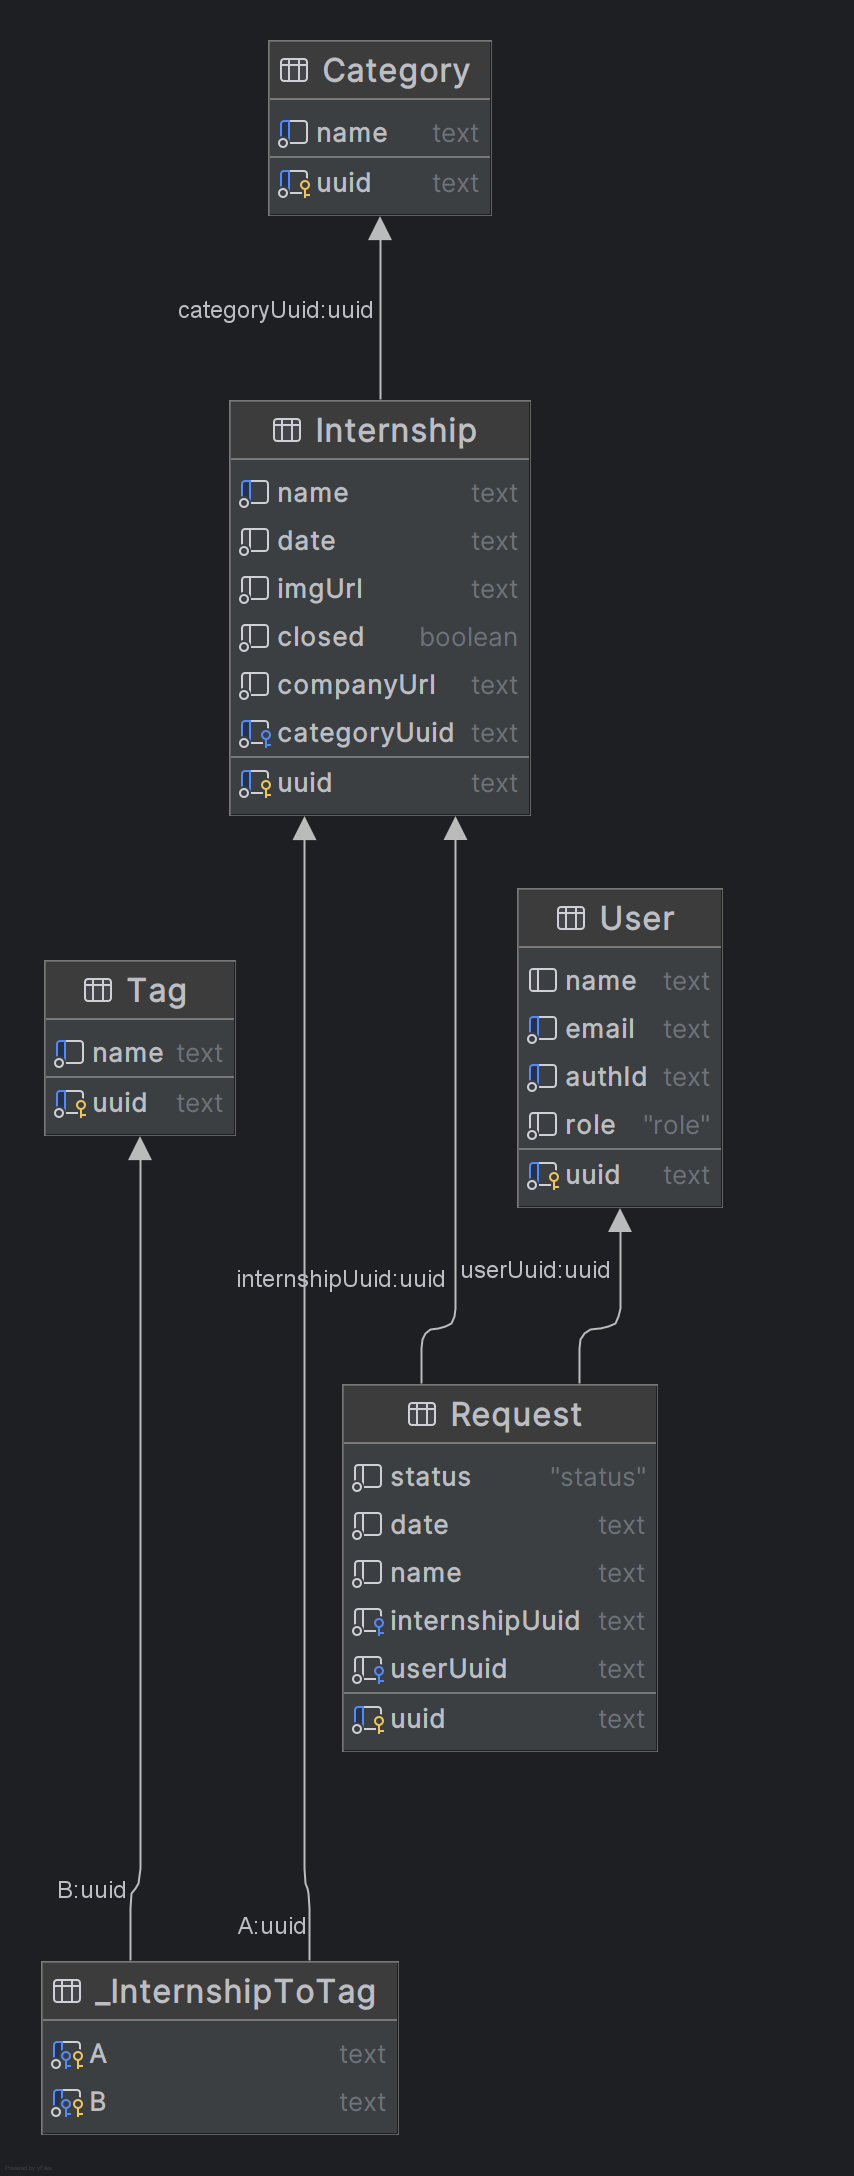 Category
name text
uuid text
categoryUuid:uuid
Internship
name text
date text
imgUrl text
closed boolean
companyUrl text
categoryUuid text
uuid text
User
name text
email text
authId text
role "role"
uuid text
Tag
name text
uuid text
internshipUuid:uuid
userUuid:uuid
Request
status "status"
date text
name text
internshipUuid text
userUuid text
uuid text
B:uuid
A:uuid
_InternshipToTag
A text
B text
Powered by yFiles